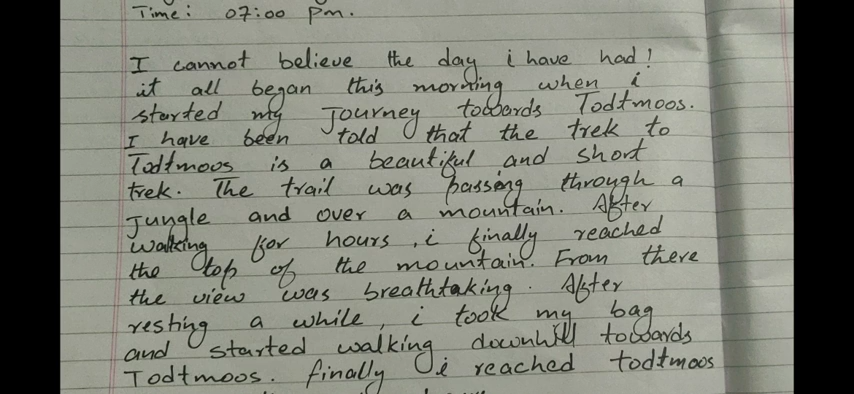 Time: 07:00 pm.
I cannot believe the day i have had!
it all began this morning when i
started my Journey towards Todtmoos.
I have been told that the trek to
Todtmoos is a beautiful and short
trek. The trail was passing through a
Jungle and over a mountain. After
walking for hours, i finally reached
the top of the mountain. From there
the view was breathtaking. After
resting a while, i took my bag
and started walking downhill towards
Todtmoos. finally i reached todtmoos